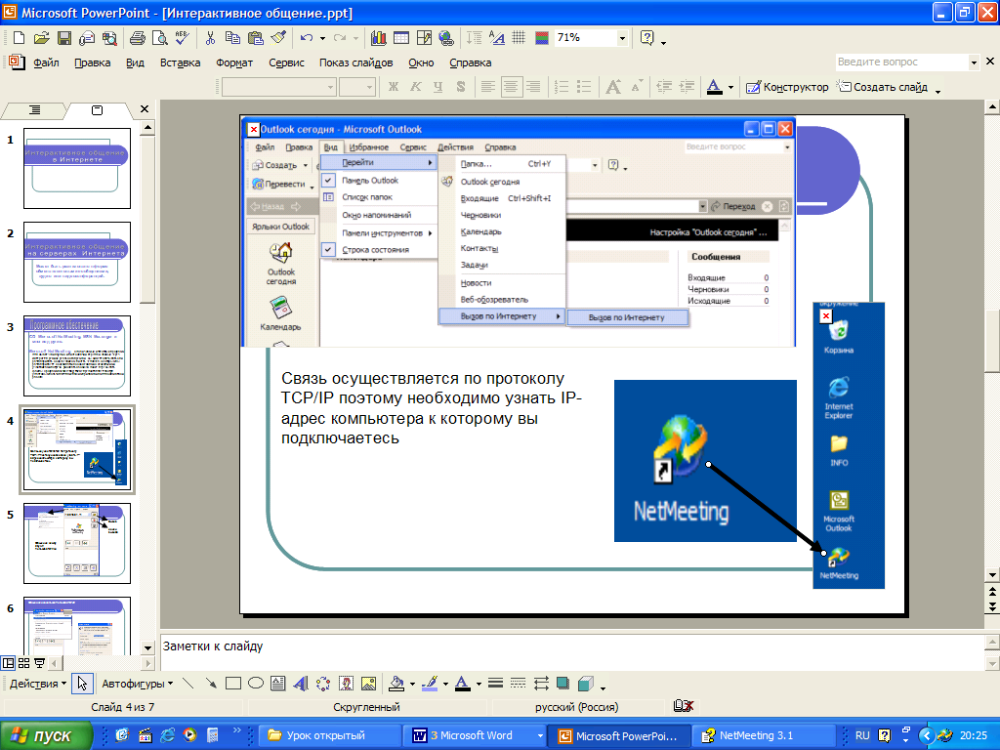 Microsoft PowerPoint - [Интерактивное общение.ppt]
71%
Файл Правка Вид Вставка Формат Сервис Показ слайдов Окно Справка
Введите вопрос
Ж К Ч S
Конструктор Создать слайд
1
Интерактивное общение
в Интернете
2
Интерактивное общение
на серверах Интернета
3
Программное обеспечение
4
5
6
Outlook сегодня - Microsoft Outlook
Файл Правка Вид Избранное Сервис Действия Справка
Введите вопрос
Создать
Перевести
Назад
Переход
Ярлыки Outlook
Outlook
сегодня
Календарь
Перейти
Панель Outlook
Список папок
Окно напоминаний
Панели инструментов
Строка состояния
Папка... Ctrl+Y
Outlook сегодня
Входящие Ctrl+Shift+I
Черновики
Календарь
Контакты
Задачи
Новости
Веб-обозреватель
Вызов по Интернету
Вызов по Интернету
Настройка "Outlook сегодня" ...
Сообщения
Входящие 0
Черновики 0
Исходящие 0
Связь осуществляется по протоколу
TCP/IP поэтому необходимо узнать IP-
адрес компьютера к которому вы
подключаетесь
NetMeeting
Корзина
Internet
Explorer
INFO
Microsoft
Outlook
NetMeeting
Заметки к слайду
Действия Автофигуры
Слайд 4 из 7 Скругленный русский (Россия)
пуск
Урок открытый
3 Microsoft Word
Microsoft PowerPoi...
NetMeeting 3.1
RU
20:25